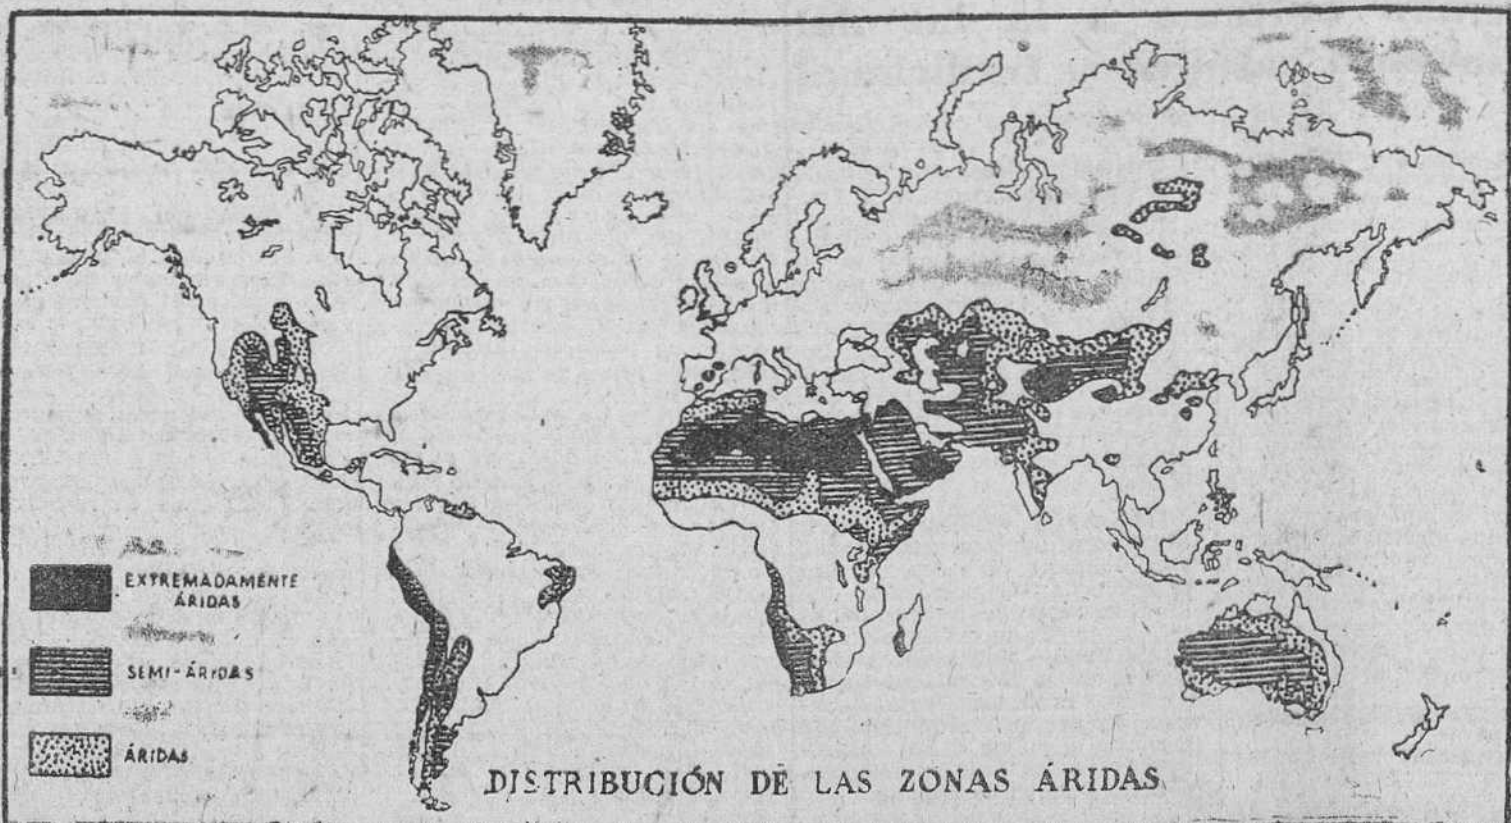 EXTREMADAMENTE
ÁRIDAS
SEMI-ÁRIDAS
ÁRIDAS
DISTRIBUCIÓN DE LAS ZONAS ÁRIDAS